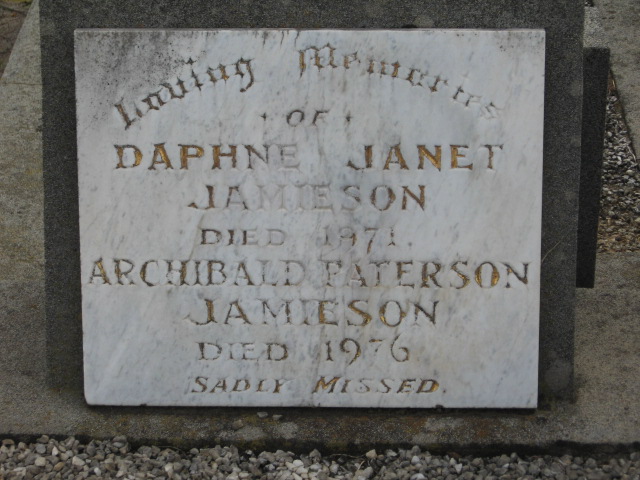 Loving Memories
OF
DAPHNE JANET
JAMIESON
DIED 1971.
ARCHIBALD PATERSON
JAMIESON
DIED 1976
SADLY MISSED.